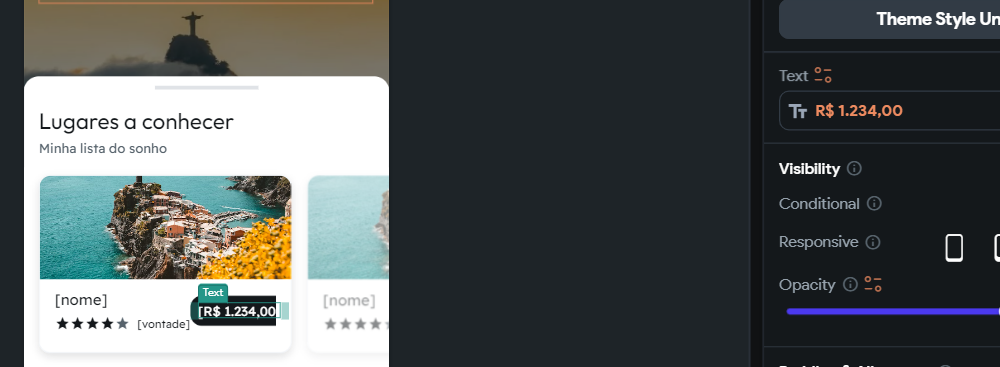 Theme Style Un
Text
R$ 1.234,00
Lugares a conhecer
Minha lista do sonho
Visibility
Conditional
Responsive
Opacity
Text
[nome]
[R$ 1.234,00]
[vontade]
[nome]